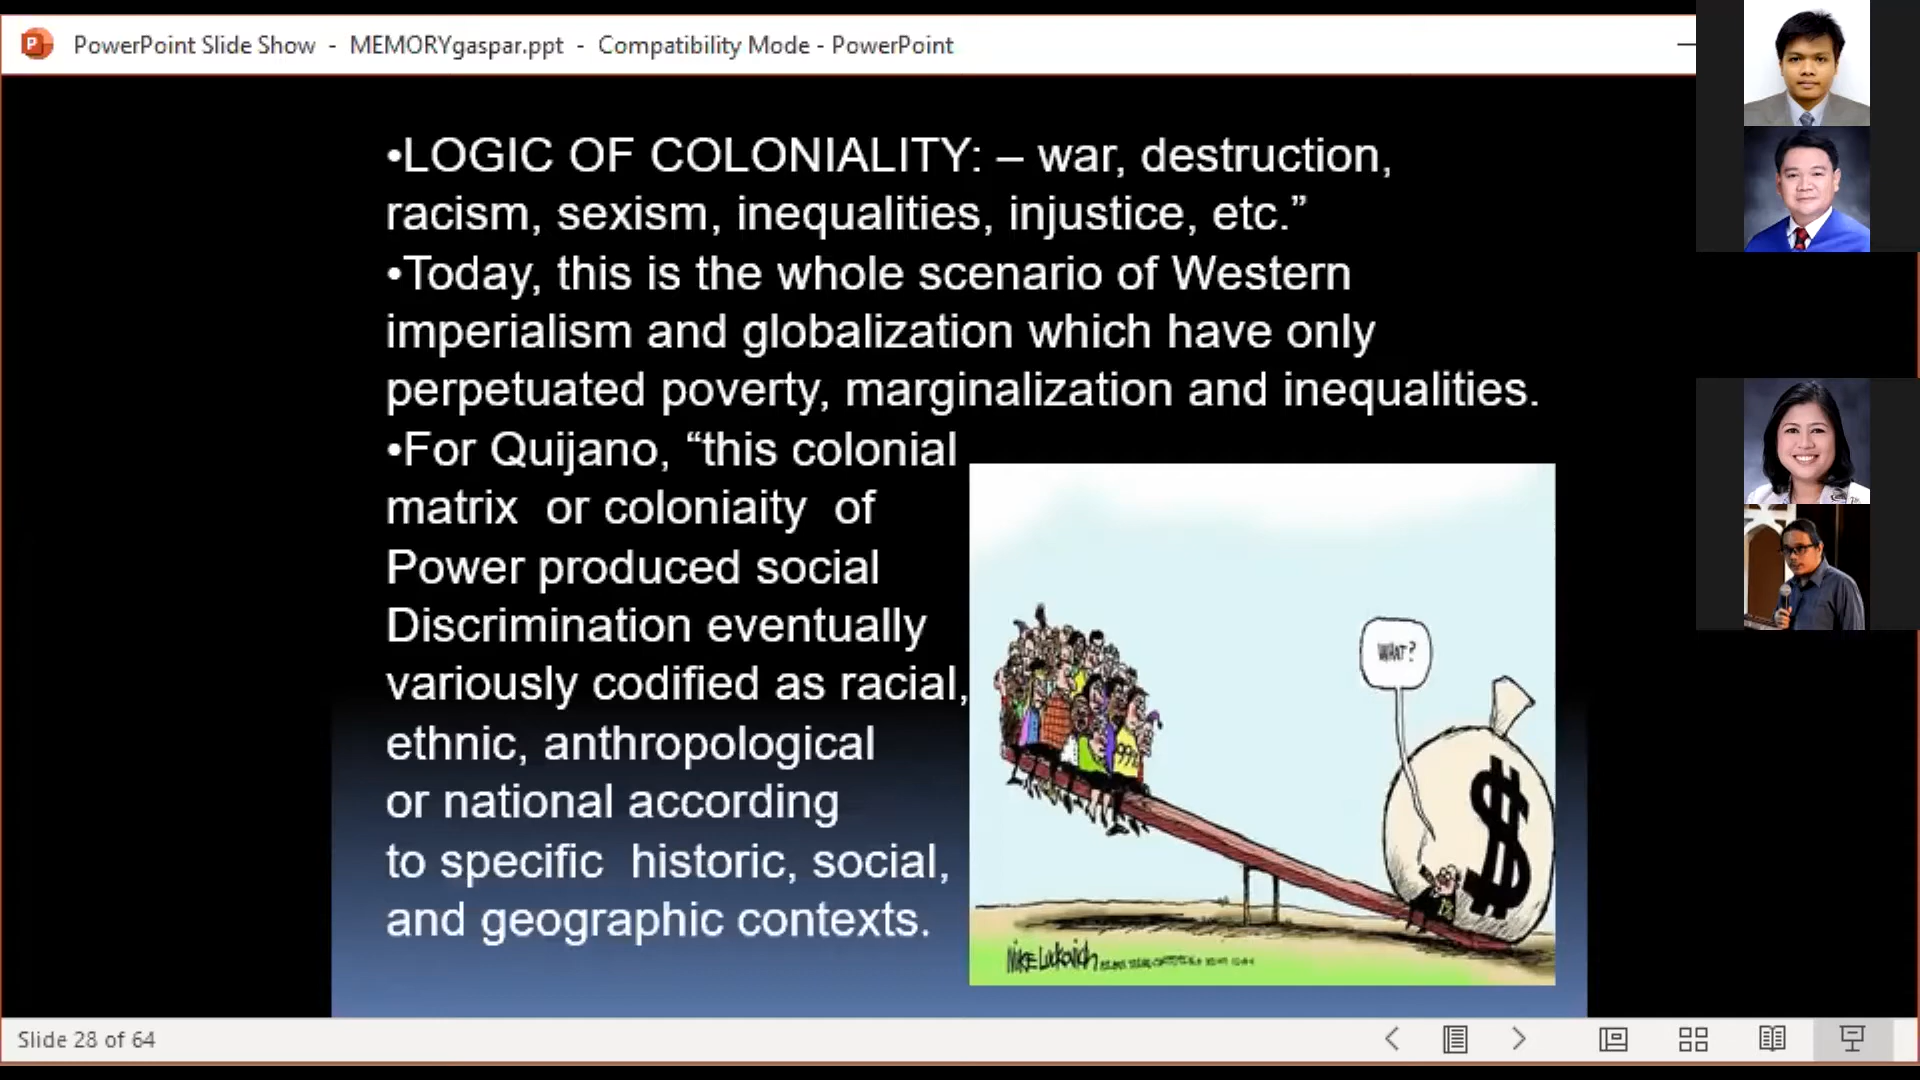 PowerPoint Slide Show - MEMORYgaspar.ppt - Compatibility Mode - PowerPoint
•LOGIC OF COLONIALITY: – war, destruction,
racism, sexism, inequalities, injustice, etc.”
•Today, this is the whole scenario of Western
imperialism and globalization which have only
perpetuated poverty, marginalization and inequalities.
•For Quijano, “this colonial
matrix or coloniaity of
Power produced social
Discrimination eventually
variously codified as racial,
ethnic, anthropological
or national according
to specific historic, social,
and geographic contexts.
WHAT?
99%
$
1%
MIKE LUCKOVICH
Slide 28 of 64